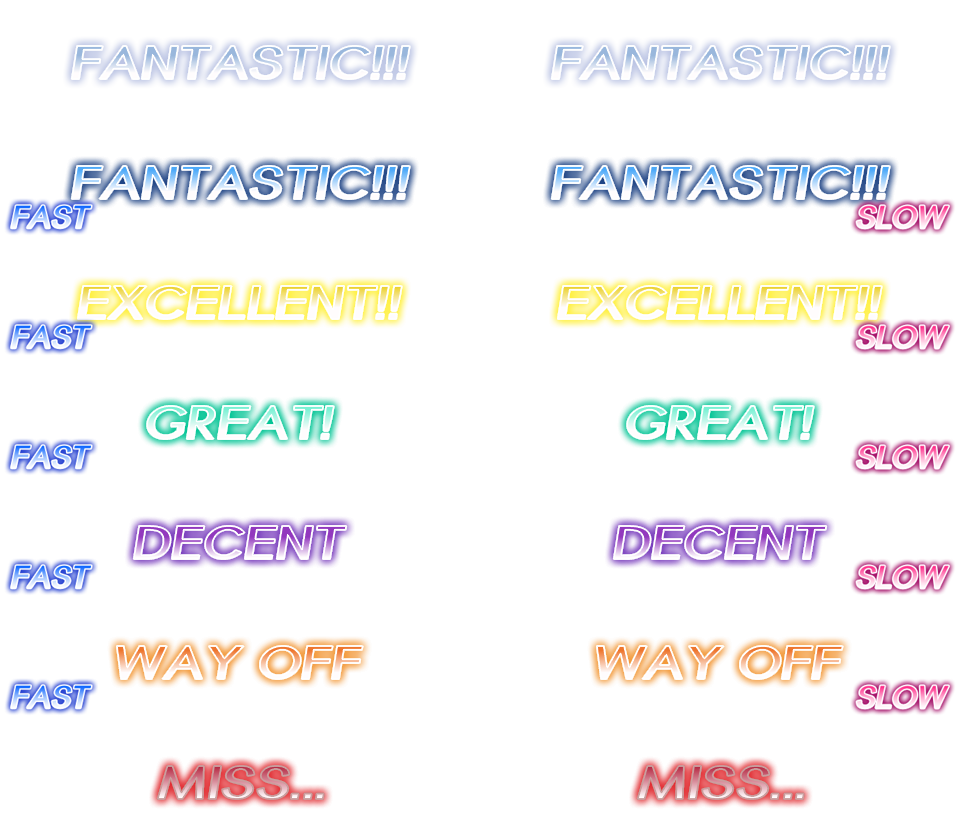 FANTASTIC!!! FANTASTIC!!!
FANTASTIC!!! FANTASTIC!!!
FAST SLOW
EXCELLENT!! EXCELLENT!!
FAST SLOW
GREAT! GREAT!
FAST SLOW
DECENT DECENT
FAST SLOW
WAY OFF WAY OFF
FAST SLOW
MISS... MISS...